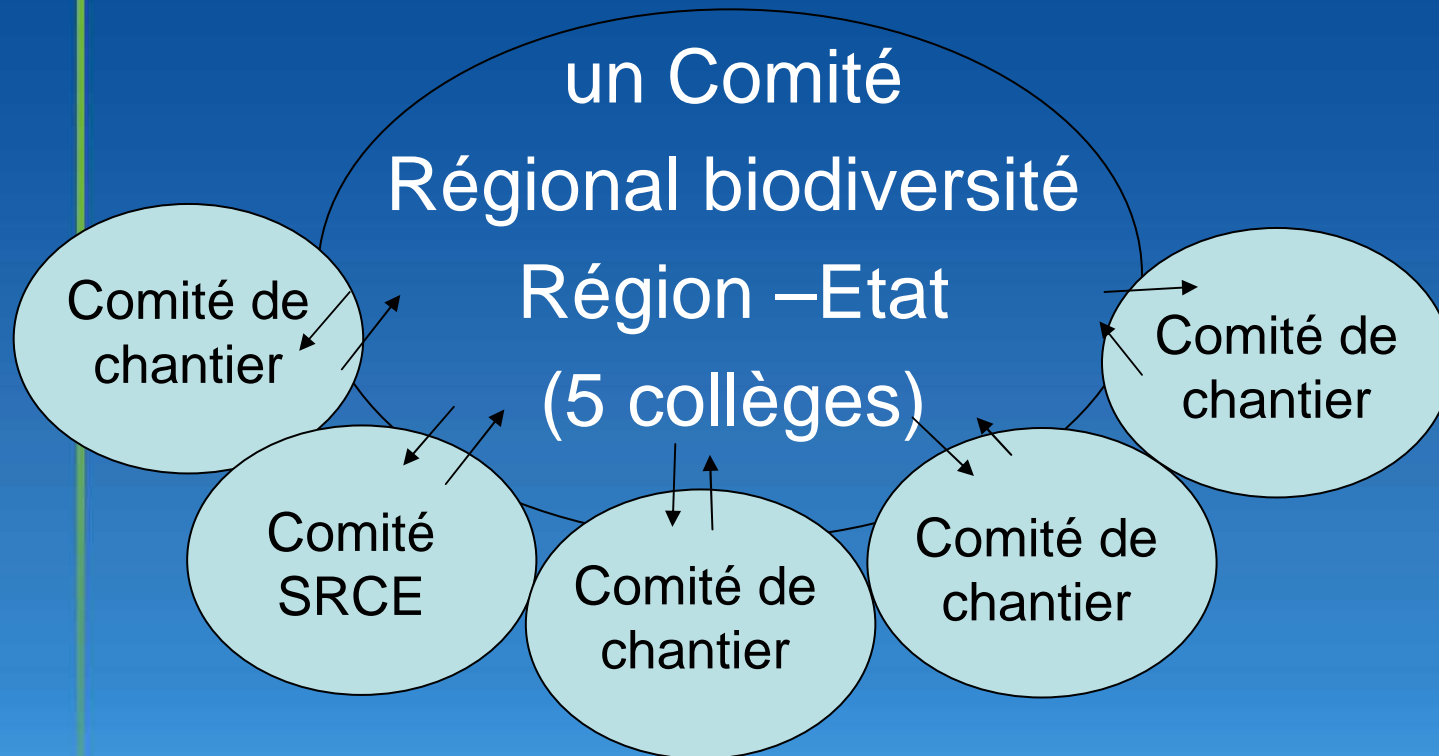 un Comité
Régional biodiversité
Région –Etat
(5 collèges)
Comité de
chantier
Comité
SRCE
Comité de
chantier
Comité de
chantier
Comité de
chantier